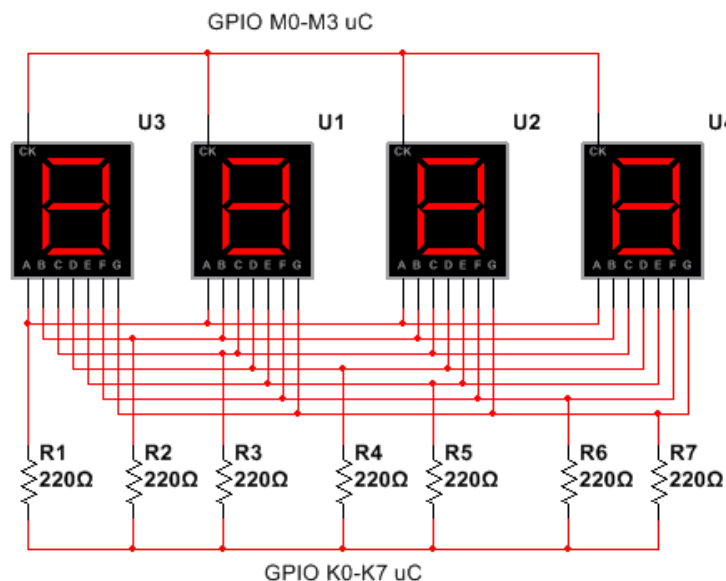 GPIO M0-M3 uC
U3 U1 U2
CK CK CK CK
A B C D E F G A B C D E F G A B C D E F G A B C D E F G
R1 R2 R3 R4 R5 R6 R7
220Ω 220Ω 220Ω 220Ω 220Ω 220Ω 220Ω
GPIO K0-K7 uC